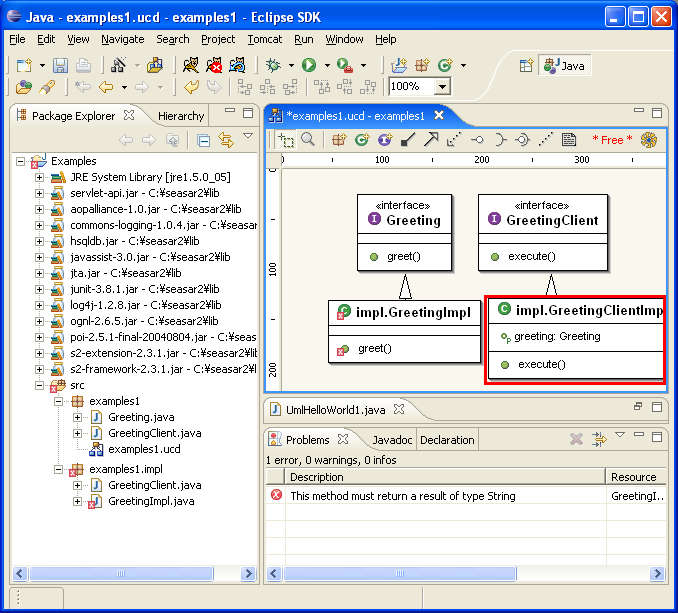 Java - examples1.ucd - examples1 - Eclipse SDK
File Edit View Navigate Search Project Tomcat Run Window Help
Java
100%
Package Explorer
Hierarchy
Examples
JRE System Library [jre1.5.0_05]
servlet-api.jar - C:¥seasar2¥lib
aopalliance-1.0.jar - C:¥seasar2¥lib
commons-logging-1.0.4.jar - C:¥seasar2¥
hsqldb.jar - C:¥seasar2¥lib
javassist-3.0.jar - C:¥seasar2¥lib
jta.jar - C:¥seasar2¥lib
junit-3.8.1.jar - C:¥seasar2¥lib
log4j-1.2.8.jar - C:¥seasar2¥lib
ognl-2.6.5.jar - C:¥seasar2¥lib
poi-2.5.1-final-20040804.jar - C:¥seasar
s2-extension-2.3.1.jar - C:¥seasar2¥lib
s2-framework-2.3.1.jar - C:¥seasar2¥lib
src
examples1
Greeting.java
GreetingClient.java
examples1.ucd
examples1.impl
GreetingClient.java
GreetingImpl.java
*examples1.ucd - examples1
* Free *
0 100 200 300
0
100
200
«interface»
Greeting
greet()
«interface»
GreetingClient
execute()
impl.GreetingImpl
greet()
impl.GreetingClientImp
greeting: Greeting
execute()
UmlHelloWorld1.java
Problems
Javadoc
Declaration
1 error, 0 warnings, 0 infos
Description
Resource
This method must return a result of type String
GreetingI...